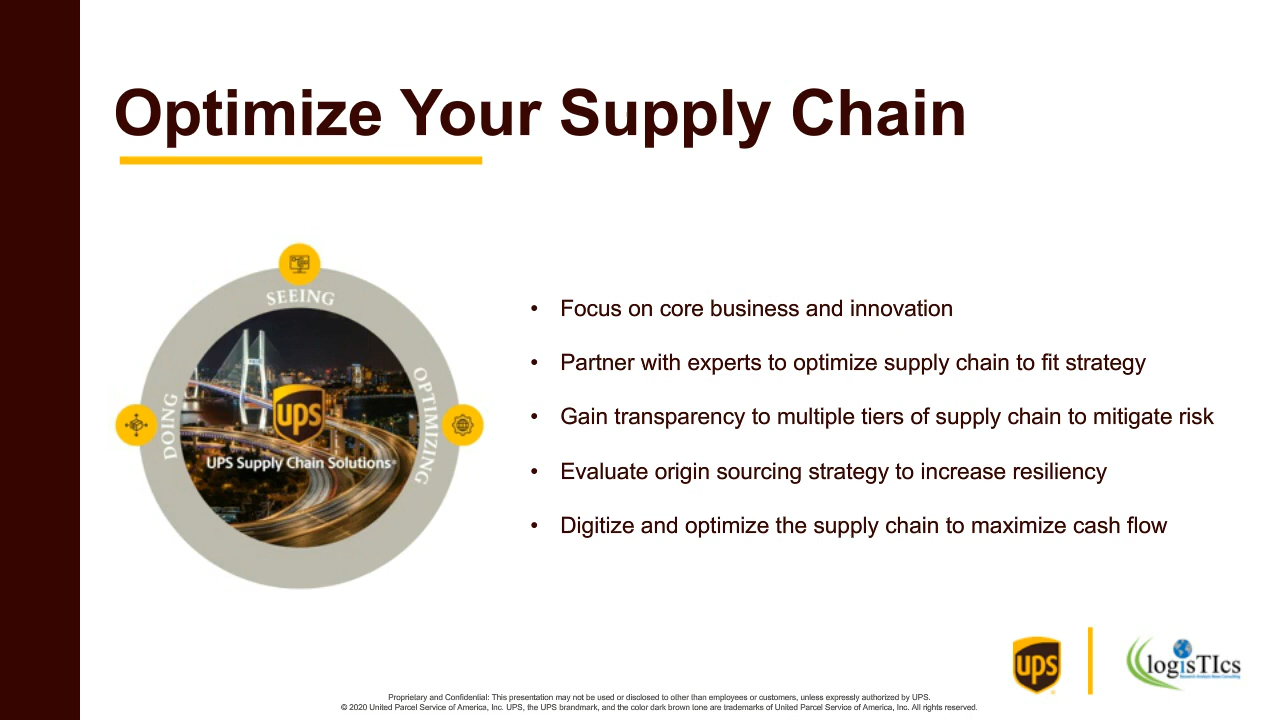 Optimize Your Supply Chain
SEEING
DOING
OPTIMIZING
ups
UPS Supply Chain Solutions®
• Focus on core business and innovation
• Partner with experts to optimize supply chain to fit strategy
• Gain transparency to multiple tiers of supply chain to mitigate risk
• Evaluate origin sourcing strategy to increase resiliency
• Digitize and optimize the supply chain to maximize cash flow
ups
logisTIcs
Proprietary and Confidential: This presentation may not be used or disclosed to other than employees or customers, unless expressly authorized by UPS.
© 2020 United Parcel Service of America, Inc. UPS, the UPS brandmark, and the color dark brown tone are trademarks of United Parcel Service of America, Inc. All rights reserved.